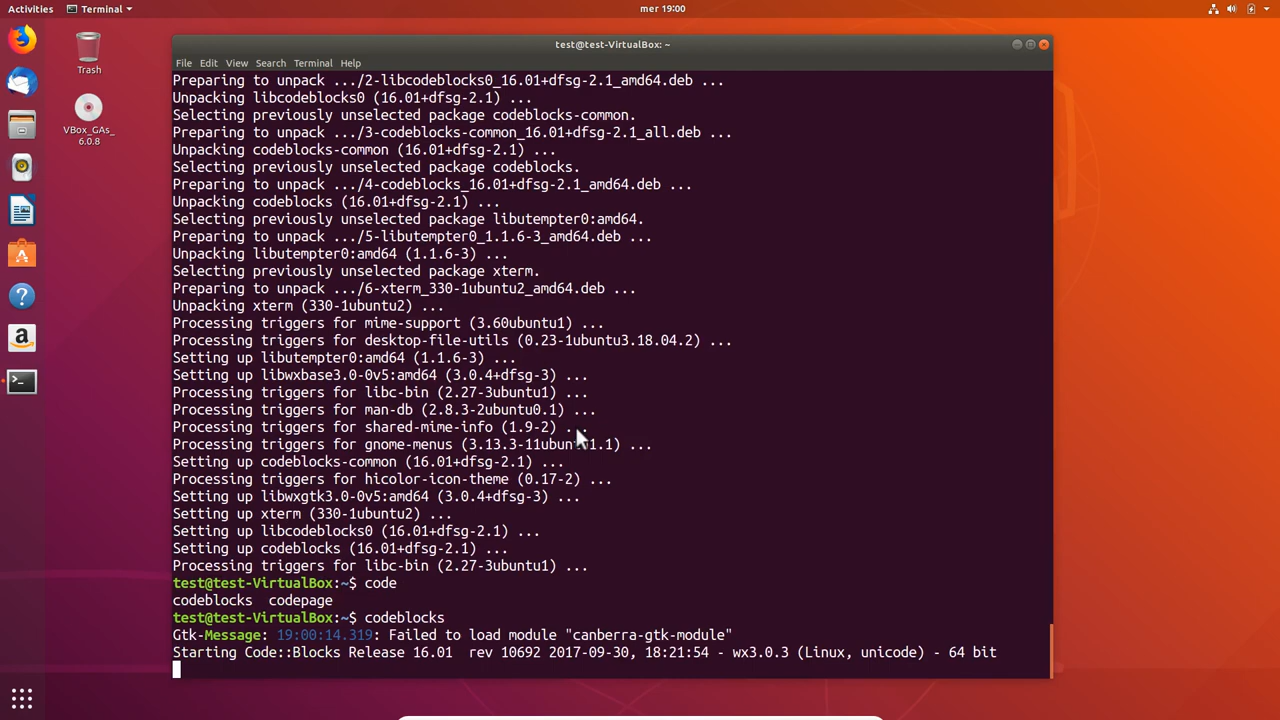 Activities
Terminal
mer 19:00
Trash
VBox_GAs_
6.0.8
test@test-VirtualBox: ~
File Edit View Search Terminal Help
Preparing to unpack .../2-libcodeblocks0_16.01+dfsg-2.1_amd64.deb ...
Unpacking libcodeblocks0 (16.01+dfsg-2.1) ...
Selecting previously unselected package codeblocks-common.
Preparing to unpack .../3-codeblocks-common_16.01+dfsg-2.1_all.deb ...
Unpacking codeblocks-common (16.01+dfsg-2.1) ...
Selecting previously unselected package codeblocks.
Preparing to unpack .../4-codeblocks_16.01+dfsg-2.1_amd64.deb ...
Unpacking codeblocks (16.01+dfsg-2.1) ...
Selecting previously unselected package libutempter0:amd64.
Preparing to unpack .../5-libutempter0_1.1.6-3_amd64.deb ...
Unpacking libutempter0:amd64 (1.1.6-3) ...
Selecting previously unselected package xterm.
Preparing to unpack .../6-xterm_330-1ubuntu2_amd64.deb ...
Unpacking xterm (330-1ubuntu2) ...
Processing triggers for mime-support (3.60ubuntu1) ...
Processing triggers for desktop-file-utils (0.23-1ubuntu3.18.04.2) ...
Setting up libutempter0:amd64 (1.1.6-3) ...
Setting up libwxbase3.0-0v5:amd64 (3.0.4+dfsg-3) ...
Processing triggers for libc-bin (2.27-3ubuntu1) ...
Processing triggers for man-db (2.8.3-2ubuntu0.1) ...
Processing triggers for shared-mime-info (1.9-2) ...
Processing triggers for gnome-menus (3.13.3-11ubuntu1.1) ...
Setting up codeblocks-common (16.01+dfsg-2.1) ...
Processing triggers for hicolor-icon-theme (0.17-2) ...
Setting up libwxgtk3.0-0v5:amd64 (3.0.4+dfsg-3) ...
Setting up xterm (330-1ubuntu2) ...
Setting up libcodeblocks0 (16.01+dfsg-2.1) ...
Setting up codeblocks (16.01+dfsg-2.1) ...
Processing triggers for libc-bin (2.27-3ubuntu1) ...
test@test-VirtualBox:~$ code
codeblocks codepage
test@test-VirtualBox:~$ codeblocks
Gtk-Message: 19:00:14.319: Failed to load module "canberra-gtk-module"
Starting Code::Blocks Release 16.01 rev 10692 2017-09-30, 18:21:54 - wx3.0.3 (Linux, unicode) - 64 bit